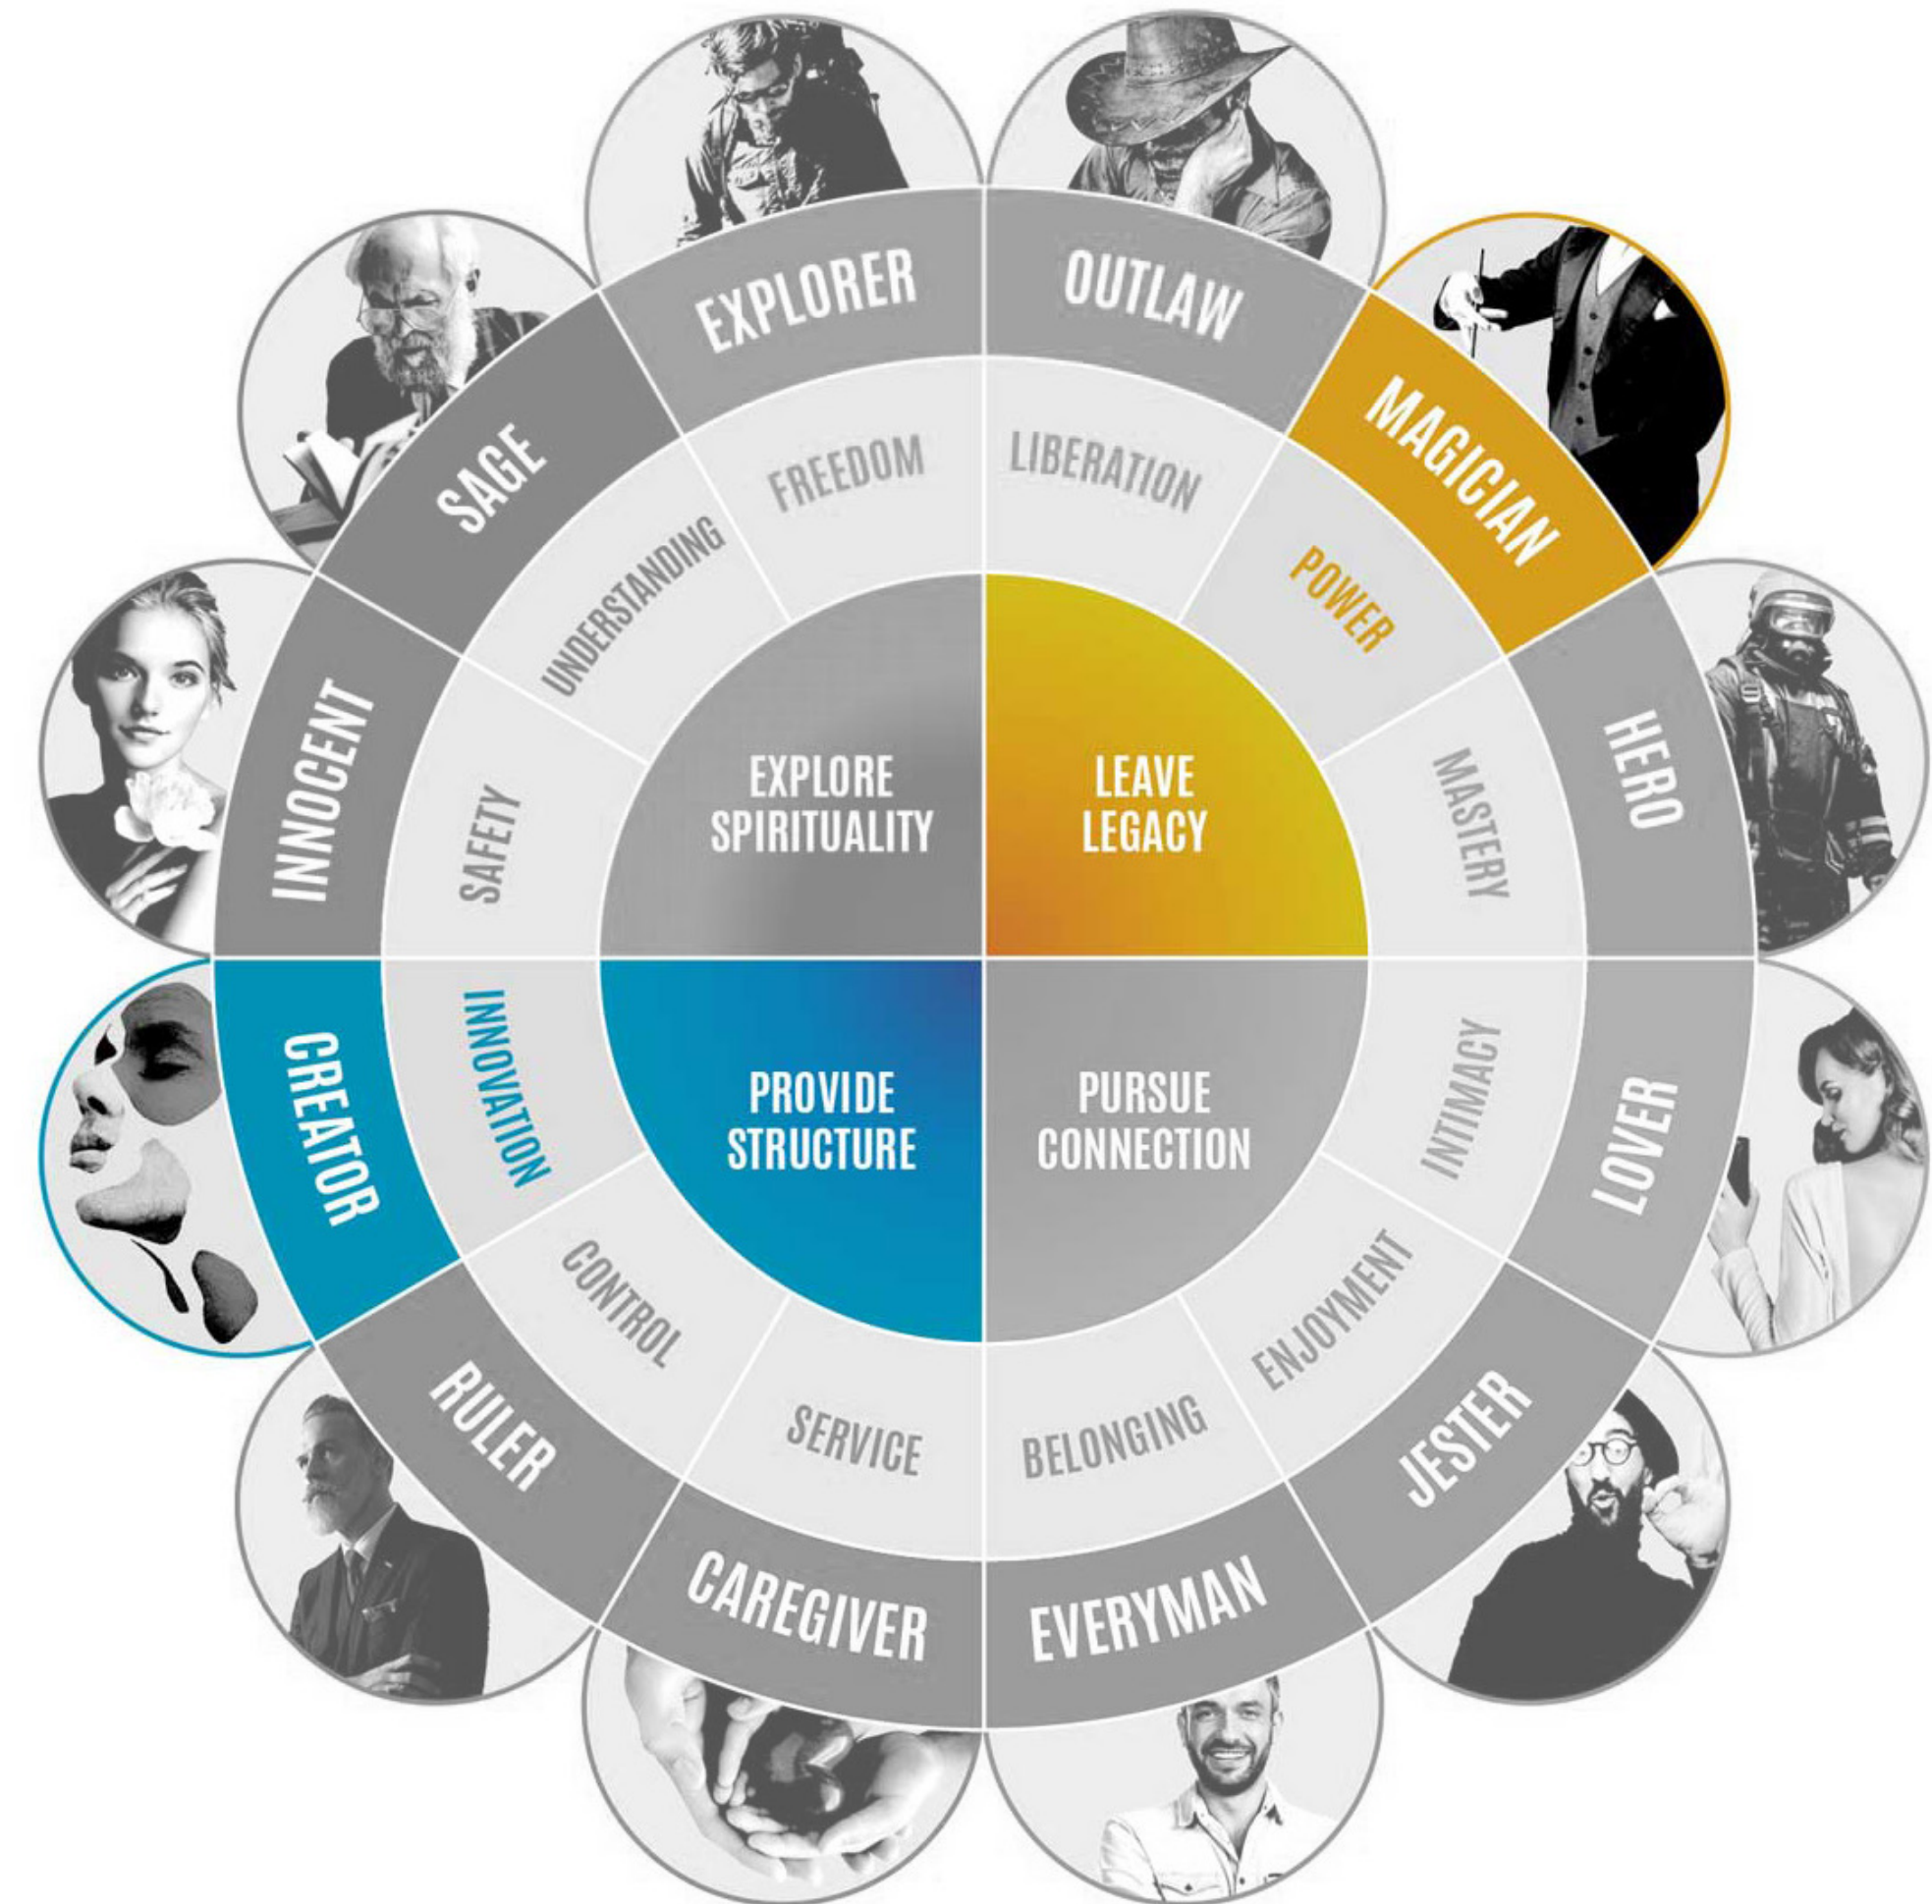 EXPLORER
OUTLAW
MAGICIAN
HERO
LOVER
JESTER
EVERYMAN
CAREGIVER
RULER
CREATOR
INNOCENT
SAGE
FREEDOM
LIBERATION
POWER
MASTERY
INTIMACY
ENJOYMENT
BELONGING
SERVICE
CONTROL
INNOVATION
SAFETY
UNDERSTANDING
EXPLORE
SPIRITUALITY
LEAVE
LEGACY
PROVIDE
STRUCTURE
PURSUE
CONNECTION